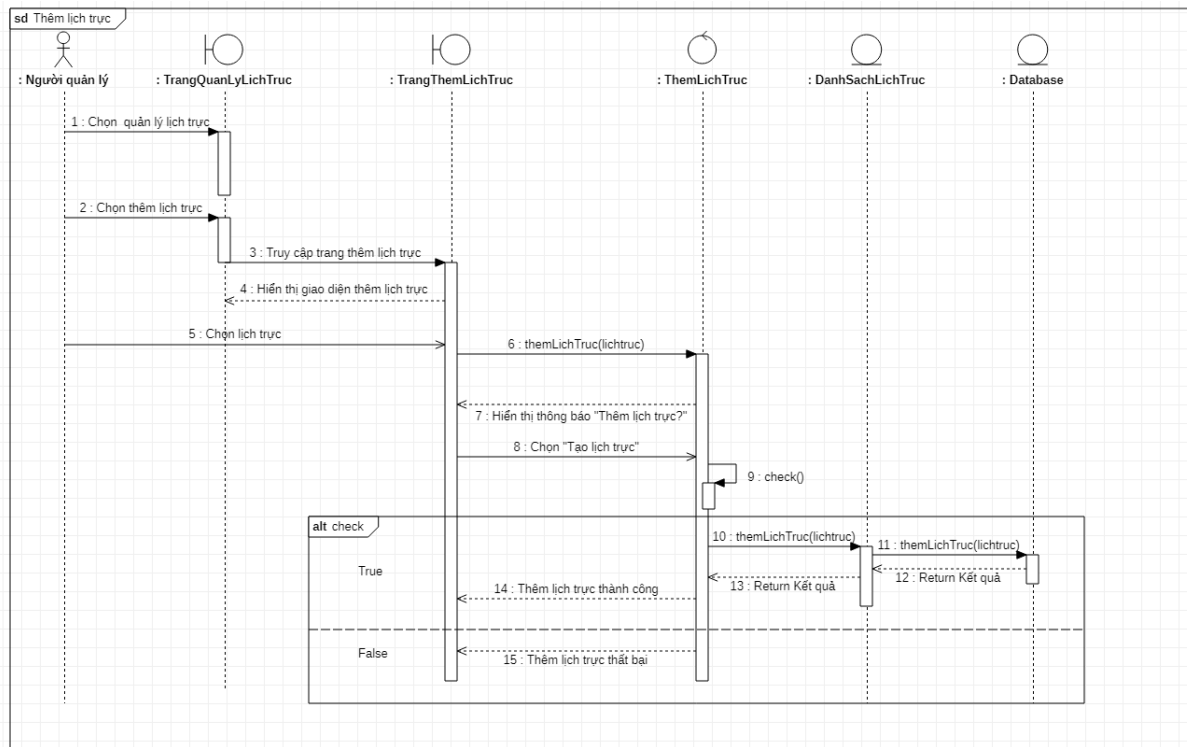 sd Thêm lịch trực
: Người quản lý
: TrangQuanLyLichTruc
: TrangThemLichTruc
: ThemLichTruc
: DanhSachLichTruc
: Database
1 : Chọn quản lý lịch trực
2 : Chọn thêm lịch trực
3 : Truy cập trang thêm lịch trực
4 : Hiển thị giao diện thêm lịch trực
5 : Chọn lịch trực
6 : themLichTruc(lichtruc)
7 : Hiển thị thông báo "Thêm lịch trực?"
8 : Chọn "Tạo lịch trực"
9 : check()
alt check
10 : themLichTruc(lichtruc)
11 : themLichTruc(lichtruc)
True
12 : Return Kết quả
13 : Return Kết quả
14 : Thêm lịch trực thành công
False
15 : Thêm lịch trực thất bại